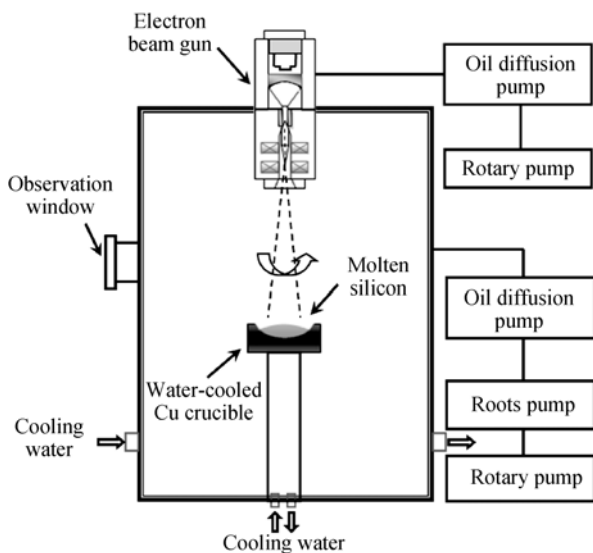 Electron
beam gun
Oil diffusion
pump
Rotary pump
Observation
window
Molten
silicon
Oil diffusion
pump
Water-cooled
Cu crucible
Roots pump
Cooling
water
Rotary pump
Cooling water